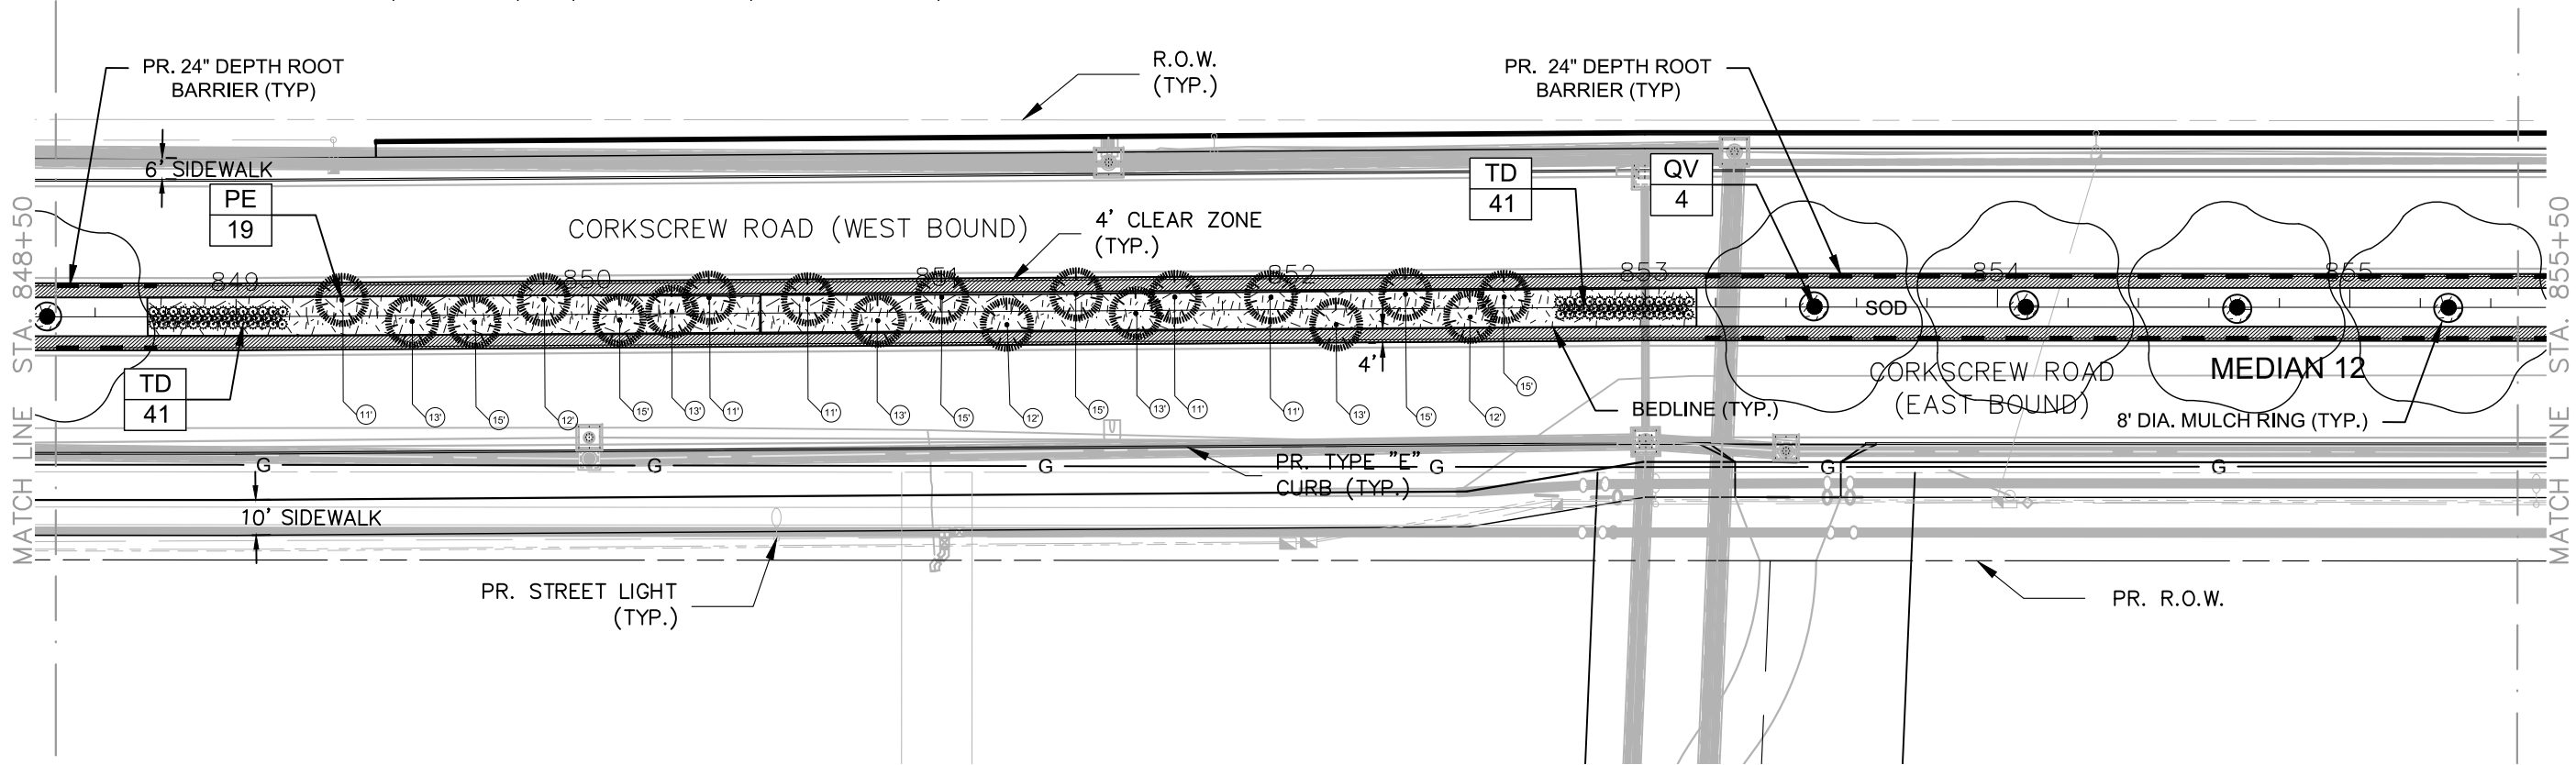 PR. 24" DEPTH ROOT
BARRIER (TYP)
R.O.W.
(TYP.)
PR. 24" DEPTH ROOT
BARRIER (TYP)
6' SIDEWALK
PE
19
CORKSCREW ROAD (WEST BOUND)
4' CLEAR ZONE
(TYP.)
TD
41
QV
4
849
850
851
852
853
854
855
SOD
MATCH LINE STA. 848+50
MATCH LINE STA. 855+50
TD
41
4'
CORKSCREW ROAD
(EAST BOUND)
MEDIAN 12
11'
13'
15'
12'
15'
13'
11'
11'
13'
15'
12'
15'
13'
11'
11'
13'
15'
12'
15'
BEDLINE (TYP.)
8' DIA. MULCH RING (TYP.)
G
G
G
PR. TYPE "E"
CURB (TYP.)
G
G
G
10' SIDEWALK
PR. STREET LIGHT
(TYP.)
PR. R.O.W.